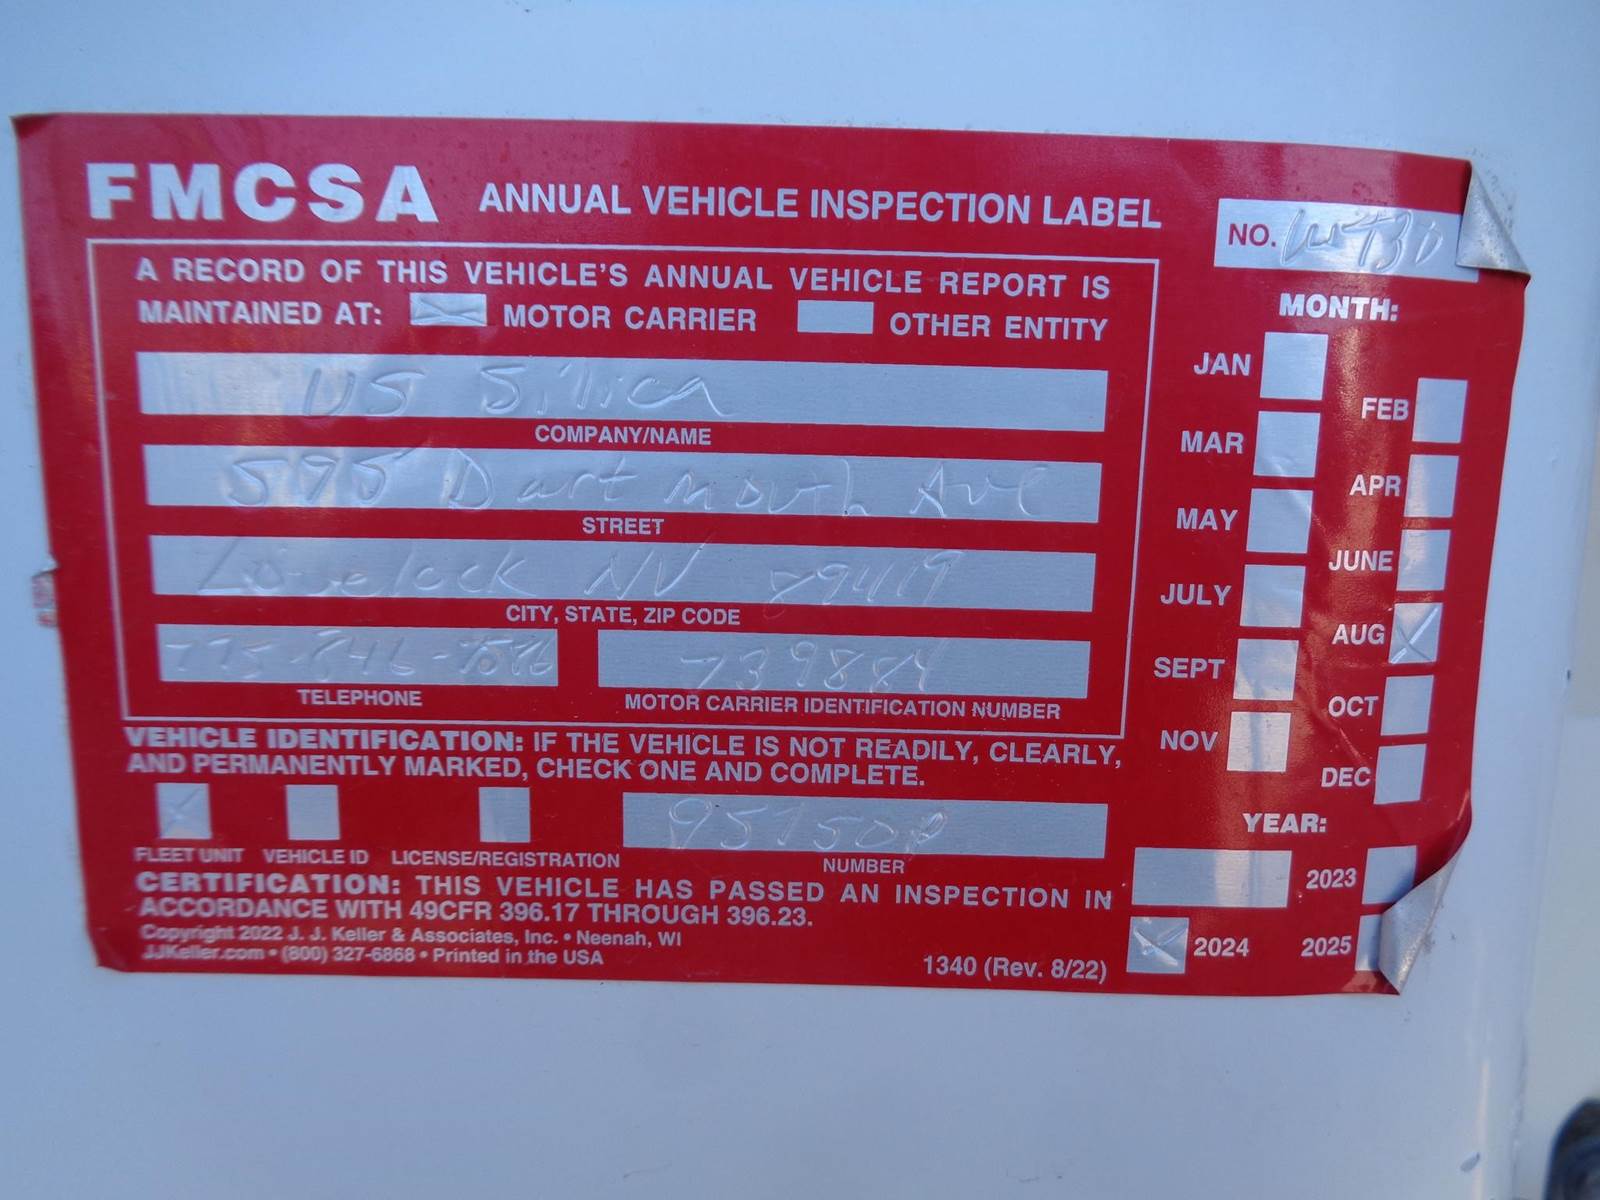 FMCSA ANNUAL VEHICLE INSPECTION LABEL
NO.
A RECORD OF THIS VEHICLE'S ANNUAL VEHICLE REPORT IS
MAINTAINED AT: MOTOR CARRIER OTHER ENTITY
US Silica
COMPANY/NAME
595 Dartmouth Ave
STREET
Lovelock NV 89419
CITY, STATE, ZIP CODE
739884
TELEPHONE
MOTOR CARRIER IDENTIFICATION NUMBER
VEHICLE IDENTIFICATION: IF THE VEHICLE IS NOT READILY, CLEARLY,
AND PERMANENTLY MARKED, CHECK ONE AND COMPLETE.
FLEET UNIT VEHICLE ID LICENSE/REGISTRATION
NUMBER
CERTIFICATION: THIS VEHICLE HAS PASSED AN INSPECTION IN
ACCORDANCE WITH 49CFR 396.17 THROUGH 396.23.
Copyright 2022 J. J. Keller & Associates, Inc. • Neenah, WI
JJKeller.com • (800) 327-6868 • Printed in the USA
1340 (Rev. 8/22)
MONTH:
JAN
FEB
MAR
APR
MAY
JUNE
JULY
AUG
SEPT
OCT
NOV
DEC
YEAR:
2023
2024 2025